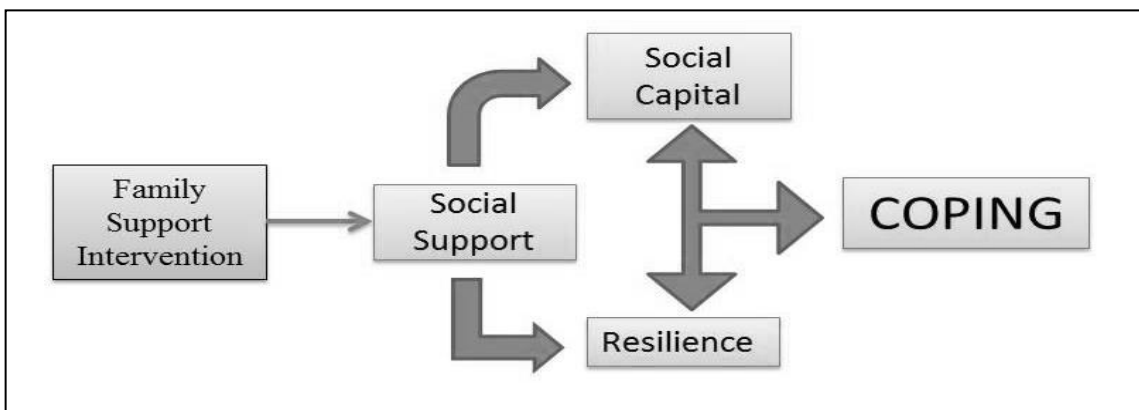 Family
Support
Intervention
Social
Support
Social
Capital
Resilience
COPING